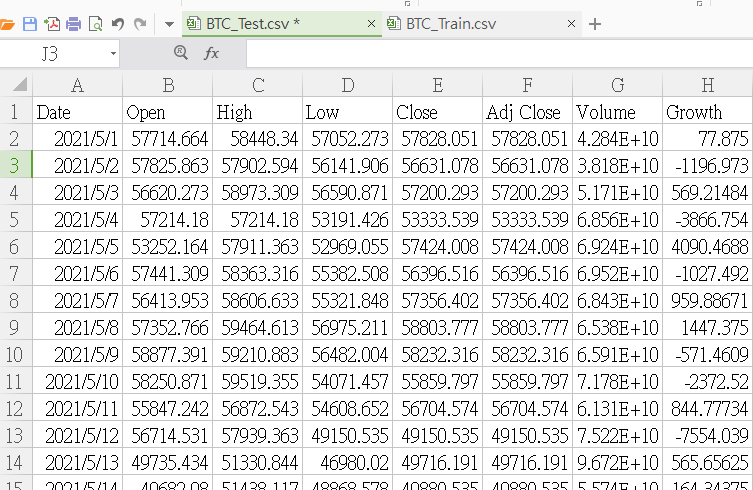 BTC_Test.csv * × BTC_Train.csv × +
J3 fx
A B C D E F G H
1 Date Open High Low Close Adj Close Volume Growth
2 2021/5/1 57714.664 58448.34 57052.273 57828.051 57828.051 4.284E+10 77.875
3 2021/5/2 57825.863 57902.594 56141.906 56631.078 56631.078 3.818E+10 -1196.973
4 2021/5/3 56620.273 58973.309 56590.871 57200.293 57200.293 5.171E+10 569.21484
5 2021/5/4 57214.18 57214.18 53191.426 53333.539 53333.539 6.856E+10 -3866.754
6 2021/5/5 53252.164 57911.363 52969.055 57424.008 57424.008 6.924E+10 4090.4688
7 2021/5/6 57441.309 58363.316 55382.508 56396.516 56396.516 6.952E+10 -1027.492
8 2021/5/7 56413.953 58606.633 55321.848 57356.402 57356.402 6.843E+10 959.88671
9 2021/5/8 57352.766 59464.613 56975.211 58803.777 58803.777 6.538E+10 1447.375
10 2021/5/9 58877.391 59210.883 56482.004 58232.316 58232.316 6.591E+10 -571.4609
11 2021/5/10 58250.871 59519.355 54071.457 55859.797 55859.797 7.178E+10 -2372.52
12 2021/5/11 55847.242 56872.543 54608.652 56704.574 56704.574 6.131E+10 844.77734
13 2021/5/12 56714.531 57939.363 49150.535 49150.535 49150.535 7.522E+10 -7554.039
14 2021/5/13 49735.434 51330.844 46980.02 49716.191 49716.191 9.672E+10 565.65625
15 2021/5/14 49682.98 51438.117 48868.578 49880.535 49880.535 5.574E+10 164.34375